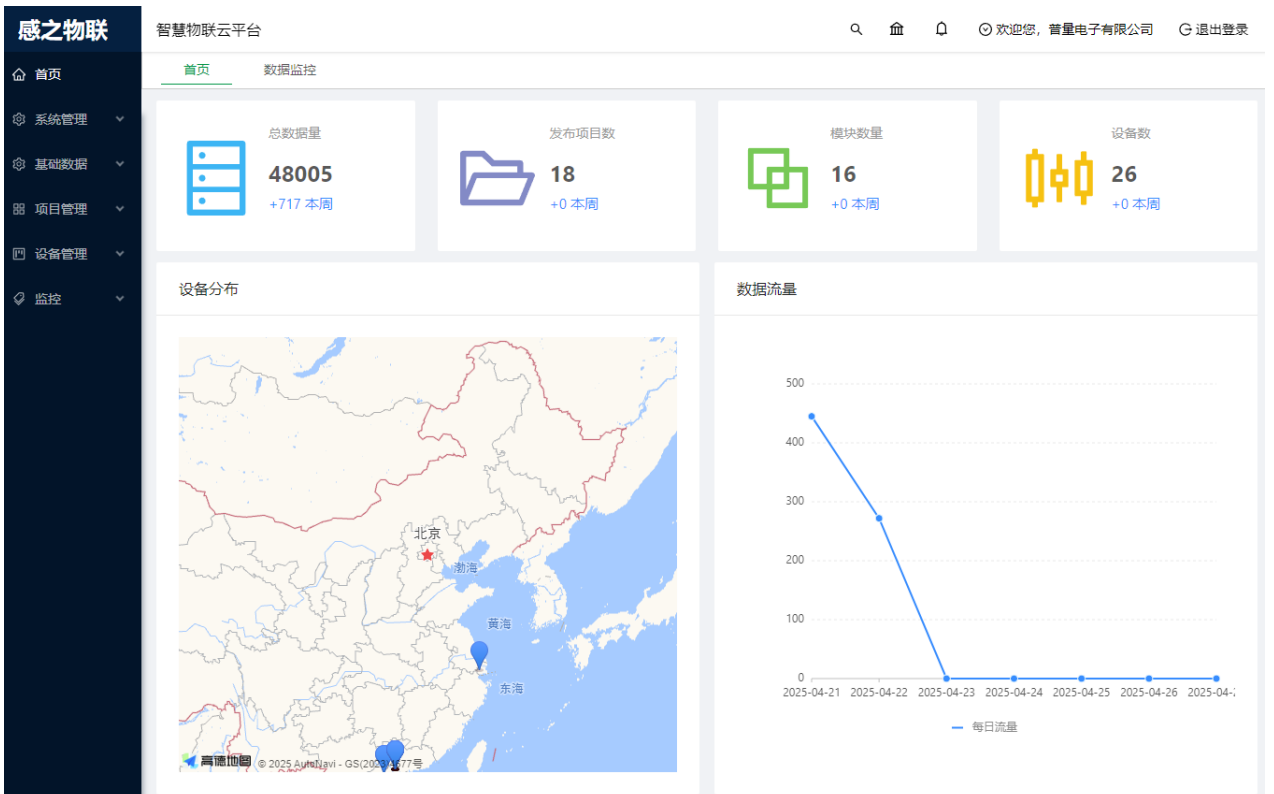 感之物联
智慧物联云平台
欢迎您，普量电子有限公司
退出登录
首页
系统管理
基础数据
项目管理
设备管理
监控
首页
数据监控
总数据量
48005
+717 本周
发布项目数
18
+0 本周
模块数量
16
+0 本周
设备数
26
+0 本周
设备分布
北京
渤海
黄海
东海
高德地图
© 2025 AutoNavi - GS(2023)4677号
数据流量
500
400
300
200
100
0
2025-04-21 2025-04-22 2025-04-23 2025-04-24 2025-04-25 2025-04-26 2025-04-
每日流量